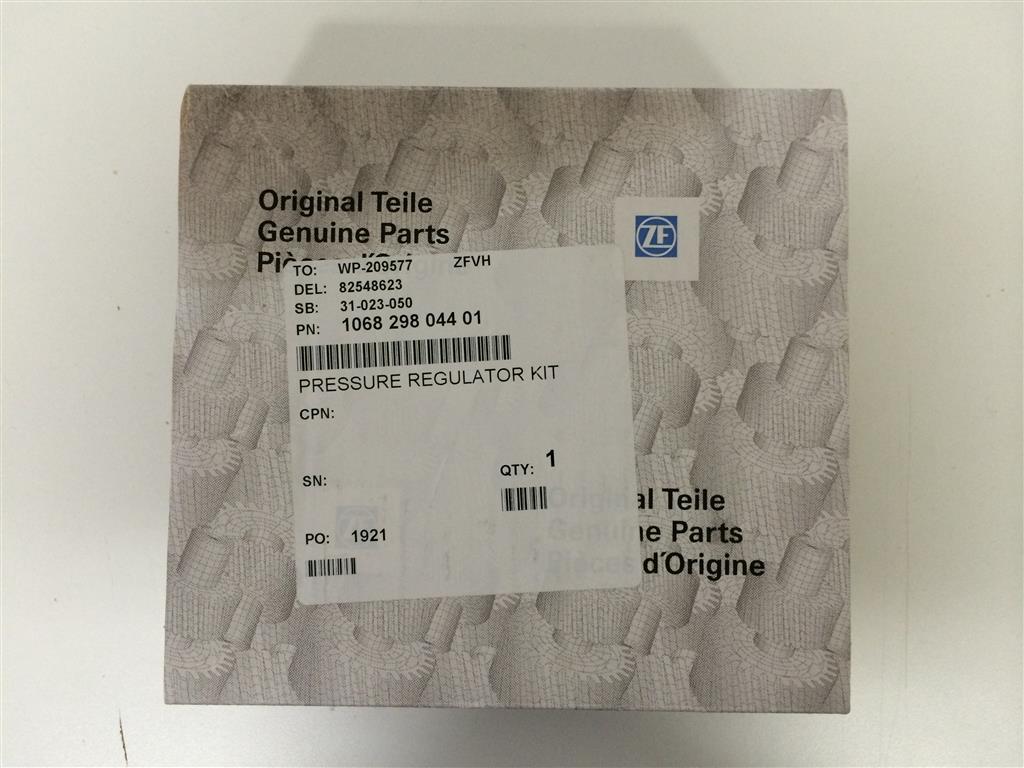 Original Teile
Genuine Parts
ZF
TO: WP-209577 ZFVH
DEL: 82548623
SB: 31-023-050
PN: 1068 298 044 01
PRESSURE REGULATOR KIT
CPN:
SN:
QTY: 1
PO: 1921
Original Teile
Genuine Parts
Pièces d'Origine